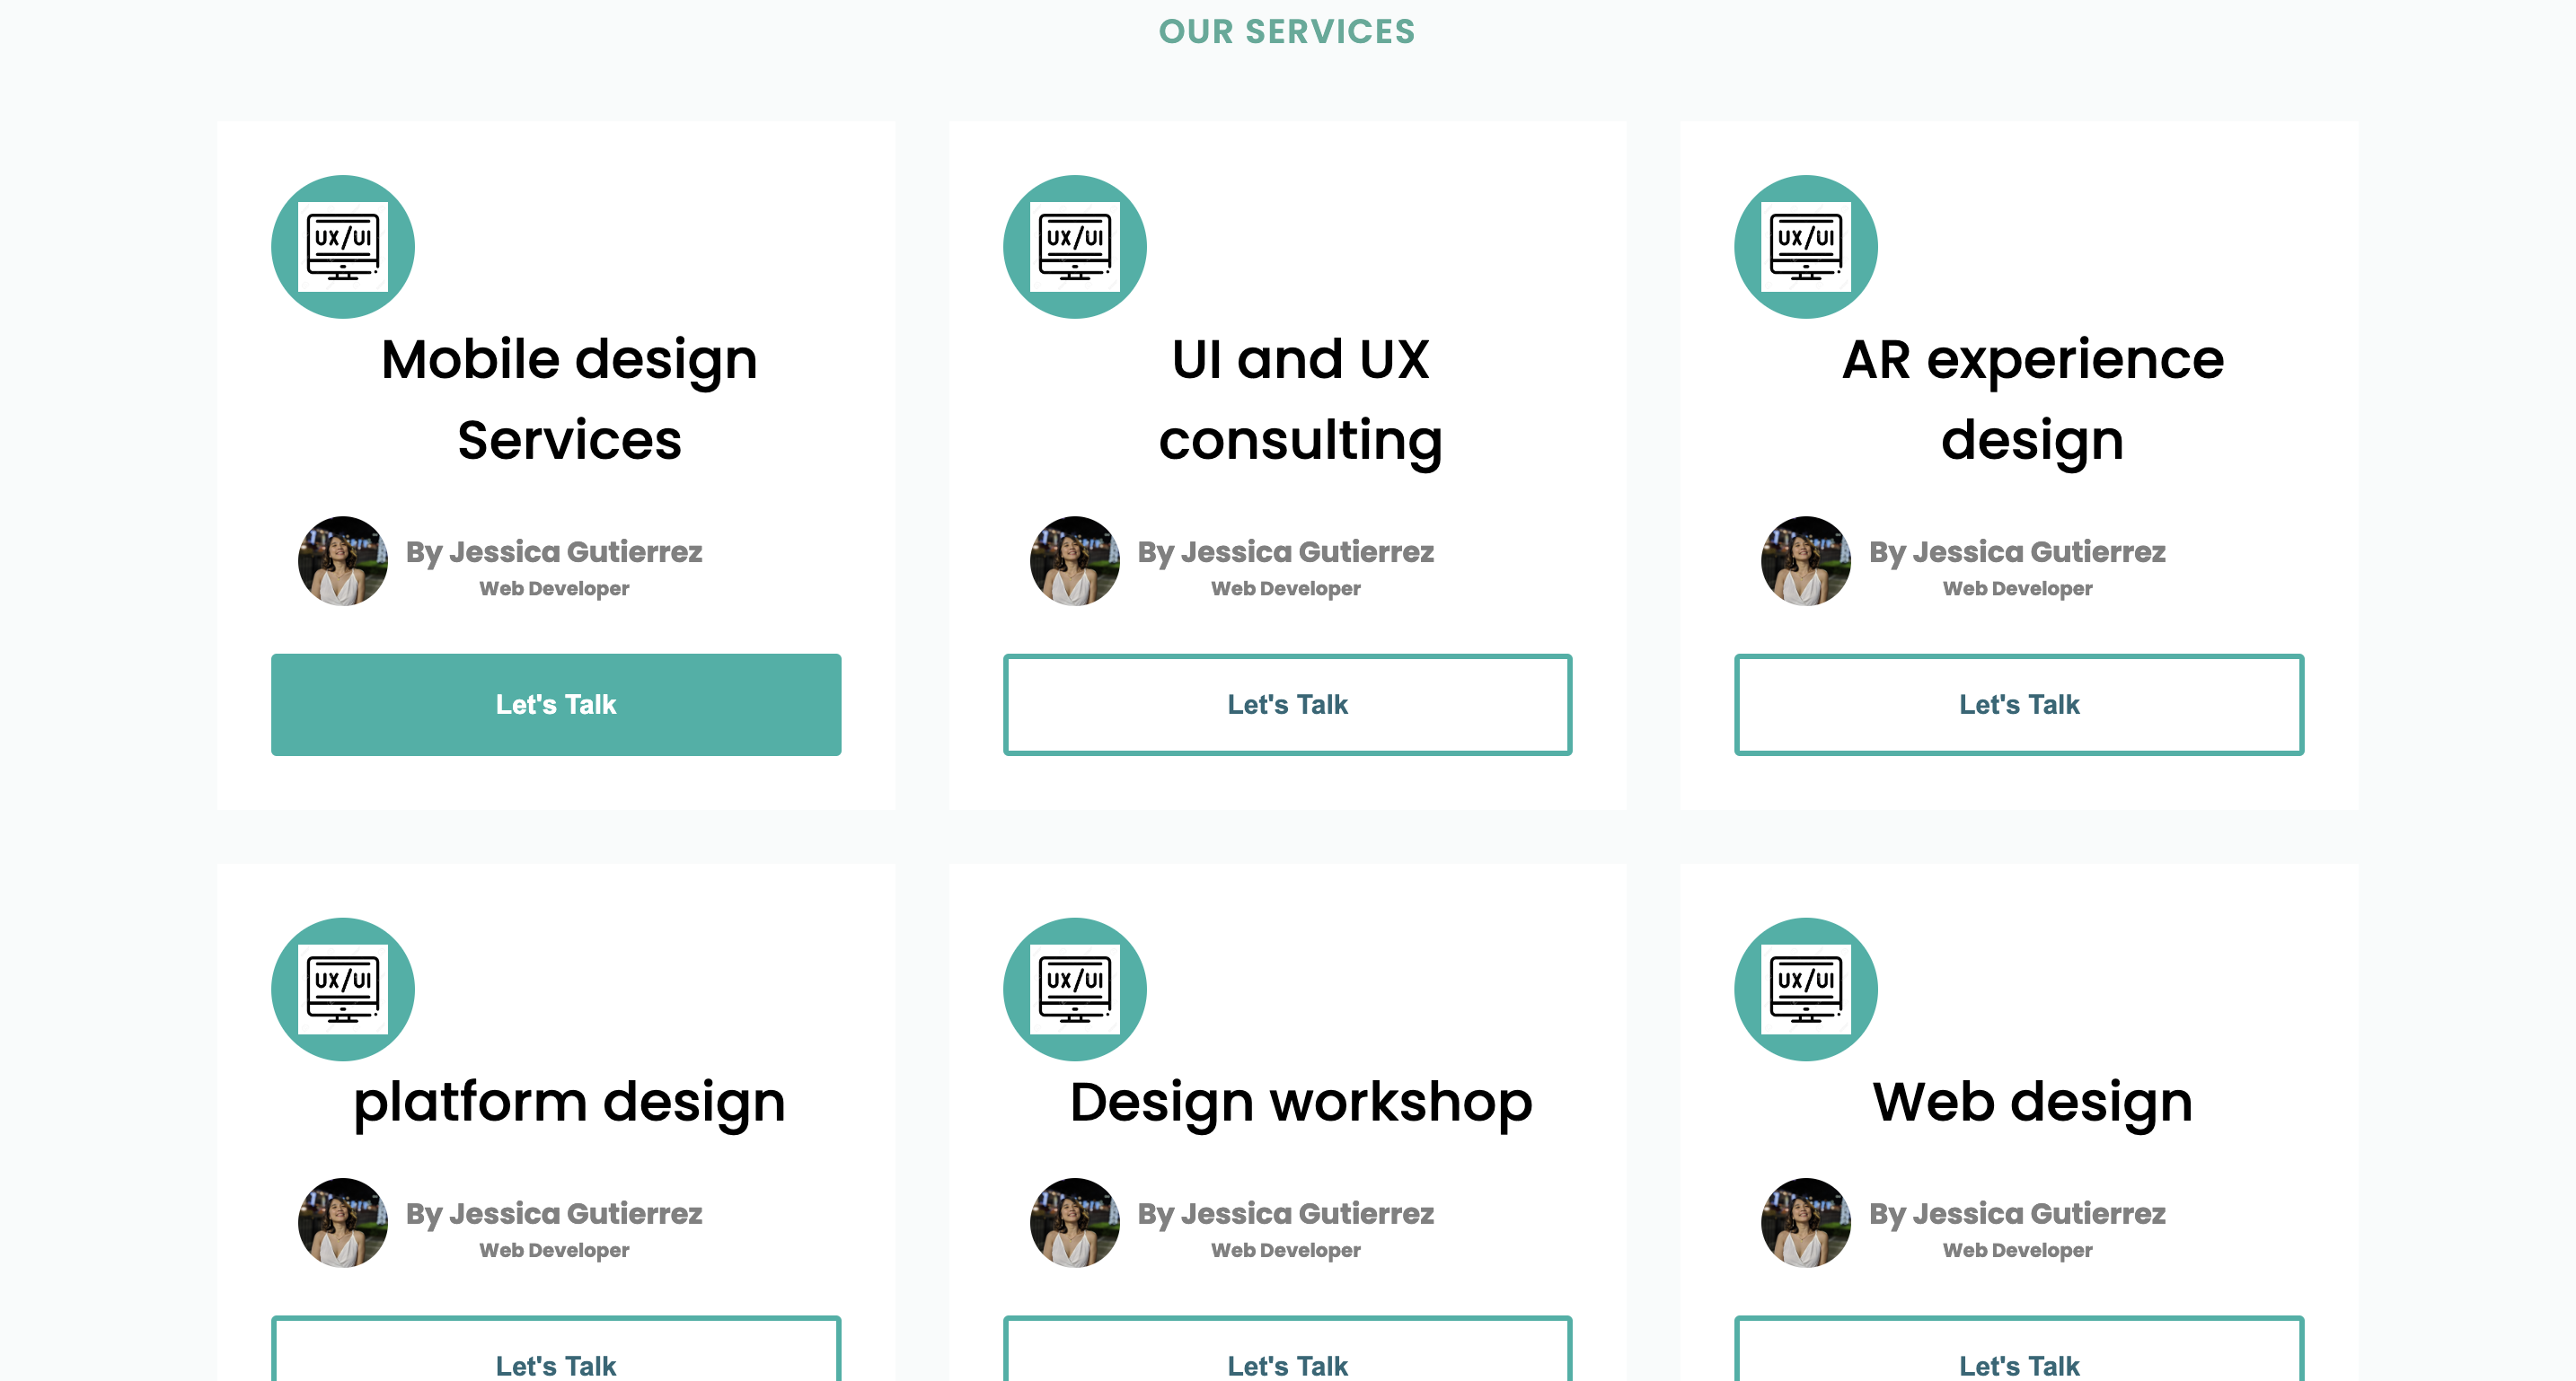 OUR SERVICES
UX/UI
UX/UI
UX/UI
Mobile design
Services
UI and UX
consulting
AR experience
design
By Jessica Gutierrez
Web Developer
By Jessica Gutierrez
Web Developer
By Jessica Gutierrez
Web Developer
Let's Talk
Let's Talk
Let's Talk
UX/UI
UX/UI
UX/UI
platform design
Design workshop
Web design
By Jessica Gutierrez
Web Developer
By Jessica Gutierrez
Web Developer
By Jessica Gutierrez
Web Developer
Let's Talk
Let's Talk
Let's Talk